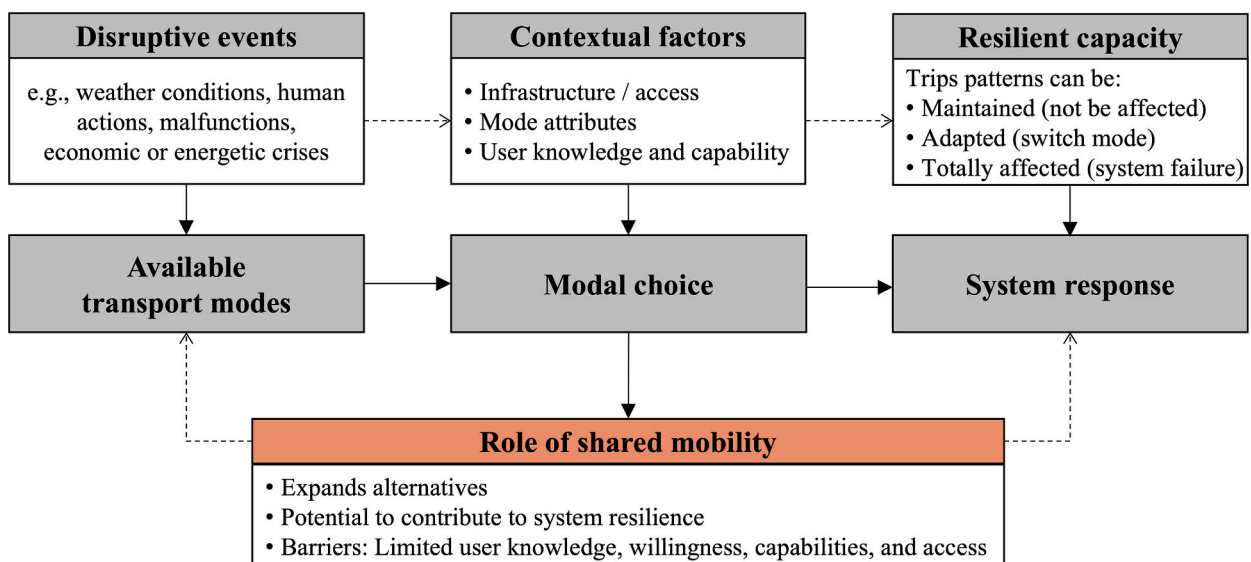 Disruptive events
e.g., weather conditions, human
actions, malfunctions,
economic or energetic crises
Contextual factors
• Infrastructure / access
• Mode attributes
• User knowledge and capability
Resilient capacity
Trips patterns can be:
• Maintained (not be affected)
• Adapted (switch mode)
• Totally affected (system failure)
Available
transport modes
Modal choice
System response
Role of shared mobility
• Expands alternatives
• Potential to contribute to system resilience
• Barriers: Limited user knowledge, willingness, capabilities, and access